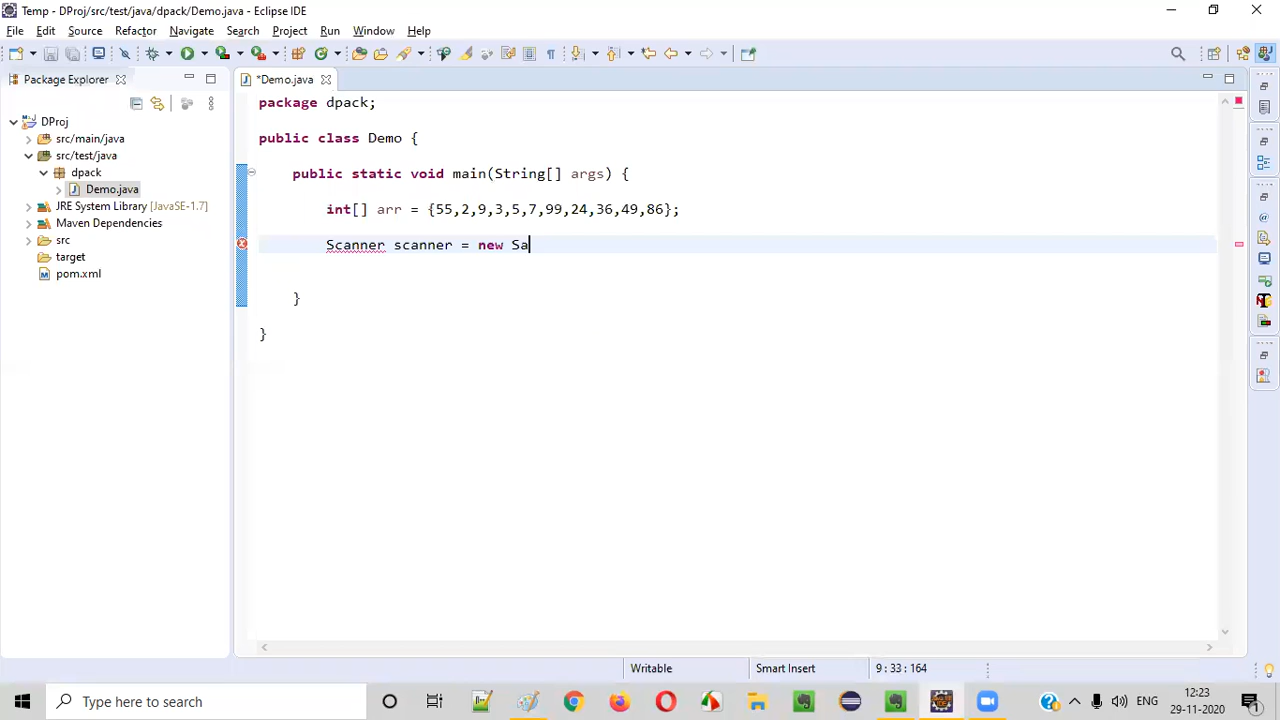 Temp - DProj/src/test/java/dpack/Demo.java - Eclipse IDE
File Edit Source Refactor Navigate Search Project Run Window Help
Package Explorer
*Demo.java
DProj
src/main/java
src/test/java
dpack
Demo.java
JRE System Library [JavaSE-1.7]
Maven Dependencies
src
target
pom.xml
package dpack;
public class Demo {
public static void main(String[] args) {
int[] arr = {55,2,9,3,5,7,99,24,36,49,86};
Scanner scanner = new Sa
}
}
Writable Smart Insert 9 : 33 : 164
Type here to search
ENG
12:23
29-11-2020